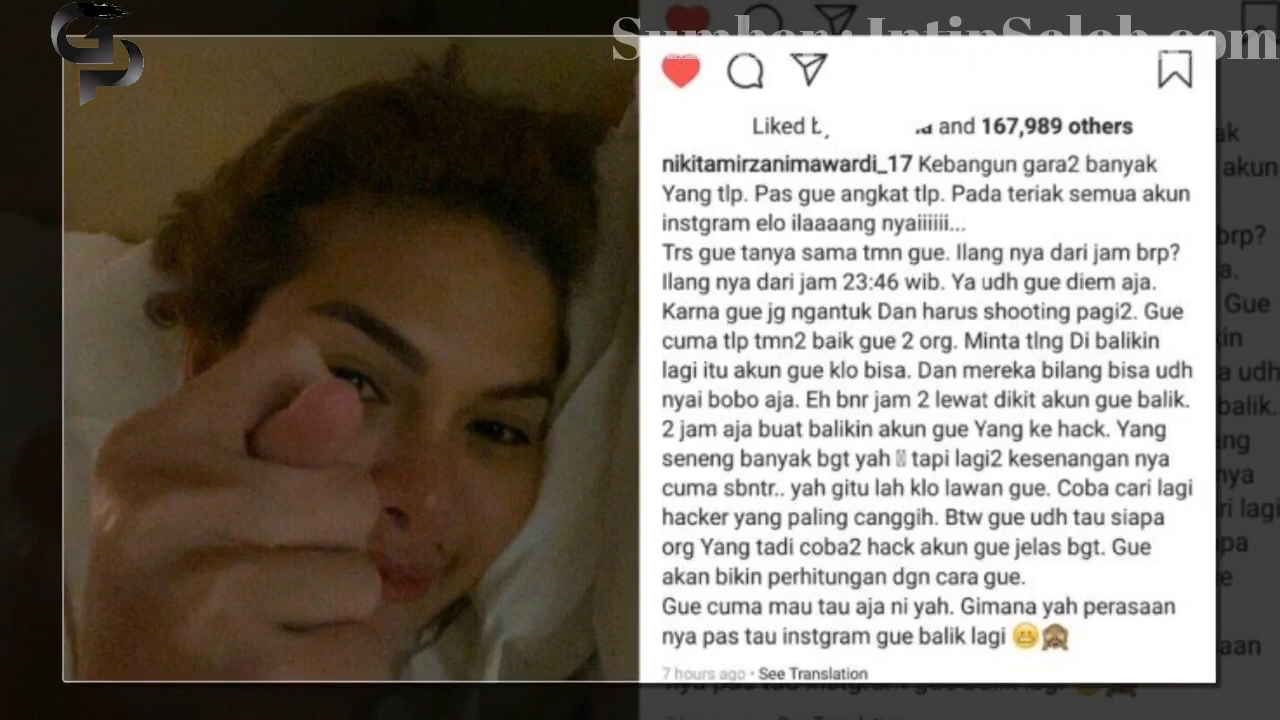 Sumber: IntipSeleb.com
GP
Liked b and 167,989 others
nikitamirzanimawardi_17 Kebangun gara2 banyak
Yang tlp. Pas gue angkat tlp. Pada teriak semua akun
instgram elo ilaaaang nyaiiiiii...
Trs gue tanya sama tmn gue. Ilang nya dari jam brp?
Ilang nya dari jam 23:46 wib. Ya udh gue diem aja.
Karna gue jg ngantuk Dan harus shooting pagi2. Gue
cuma tlp tmn2 baik gue 2 org. Minta tlng Di balikin
lagi itu akun gue klo bisa. Dan mereka bilang bisa udh
nyai bobo aja. Eh bnr jam 2 lewat dikit akun gue balik.
2 jam aja buat balikin akun gue Yang ke hack. Yang
seneng banyak bgt yah tapi lagi2 kesenangan nya
cuma sbntr.. yah gitu lah klo lawan gue. Coba cari lagi
hacker yang paling canggih. Btw gue udh tau siapa
org Yang tadi coba2 hack akun gue jelas bgt. Gue
akan bikin perhitungan dgn cara gue.
Gue cuma mau tau aja ni yah. Gimana yah perasaan
nya pas tau instgram gue balik lagi 😬🙈
7 hours ago • See Translation